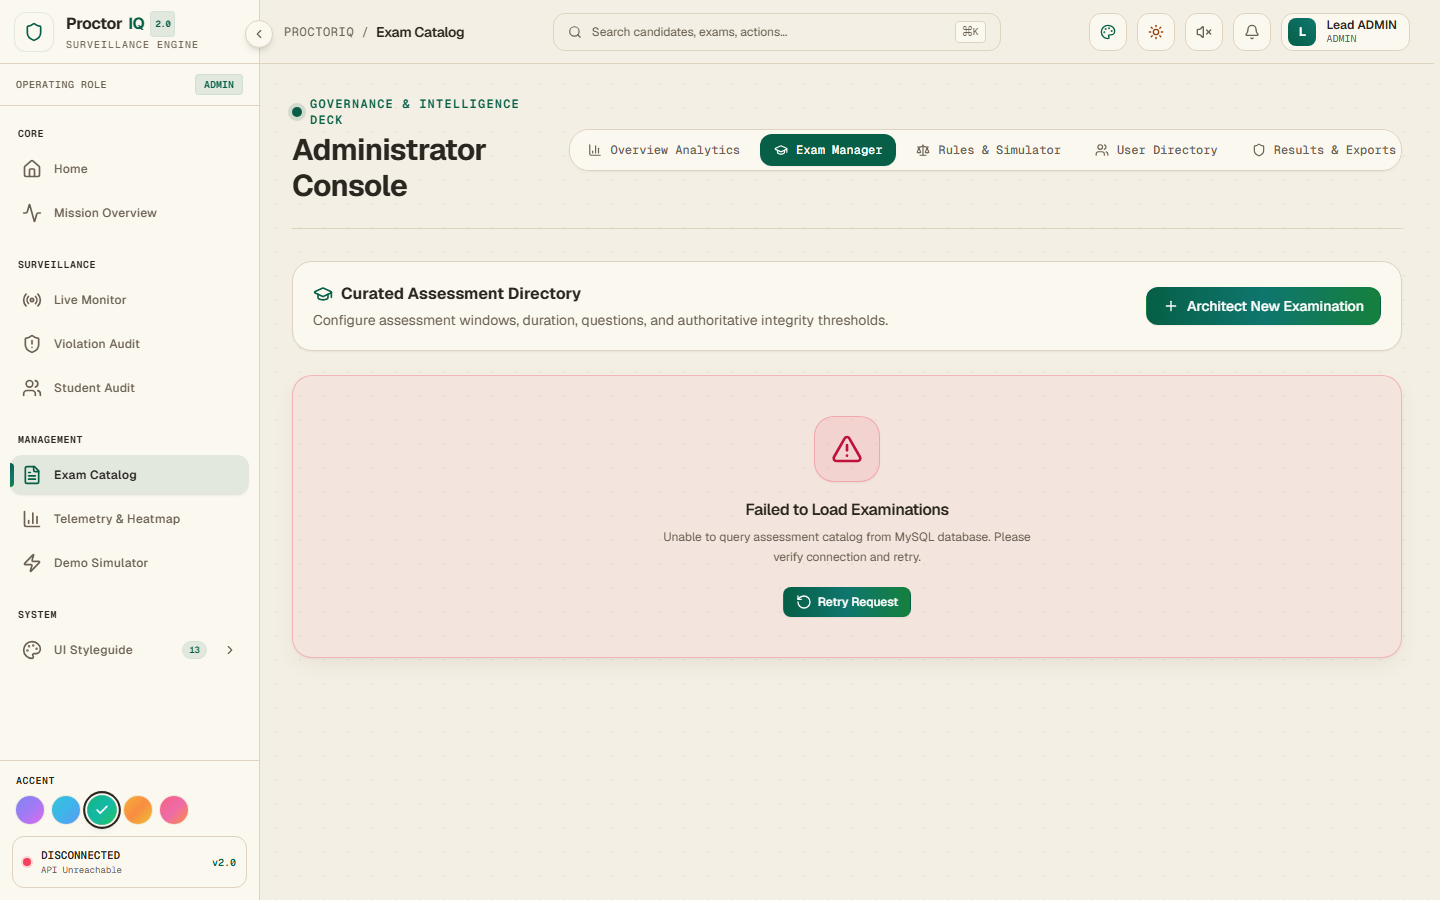 Proctor IQ 2.0
SURVEILLANCE ENGINE
PROCTORIQ / Exam Catalog
Search candidates, exams, actions...
⌘K
L
Lead ADMIN
ADMIN
OPERATING ROLE
ADMIN
CORE
Home
Mission Overview
SURVEILLANCE
Live Monitor
Violation Audit
Student Audit
MANAGEMENT
Exam Catalog
Telemetry & Heatmap
Demo Simulator
SYSTEM
UI Styleguide
13
ACCENT
DISCONNECTED
API Unreachable
v2.0
GOVERNANCE & INTELLIGENCE
DECK
Administrator
Console
Overview Analytics
Exam Manager
Rules & Simulator
User Directory
Results & Exports
Curated Assessment Directory
Configure assessment windows, duration, questions, and authoritative integrity thresholds.
Architect New Examination
Failed to Load Examinations
Unable to query assessment catalog from MySQL database. Please
verify connection and retry.
Retry Request